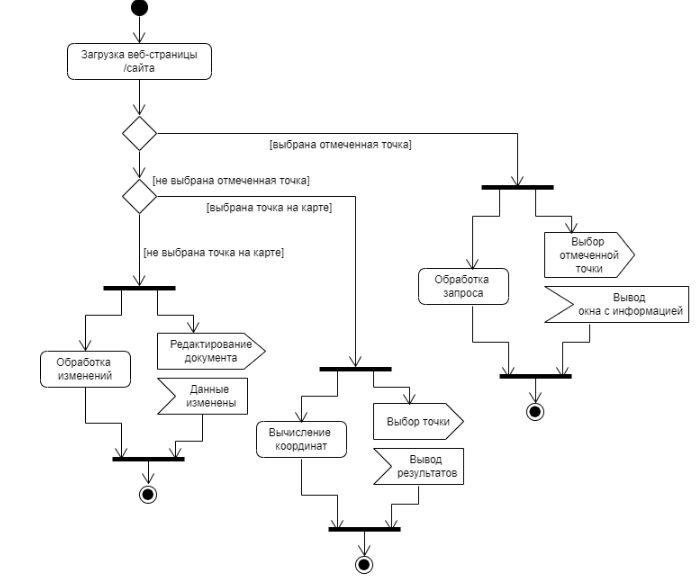 Загрузка веб-страницы
/сайта
[выбрана отмеченная точка]
[не выбрана отмеченная точка]
[выбрана точка на карте]
[не выбрана точка на карте]
Выбор
отмеченной
точки
Обработка
запроса
Вывод
окна с информацией
Редактирование
документа
Обработка
изменений
Данные
изменены
Выбор точки
Вычисление
координат
Вывод
результатов